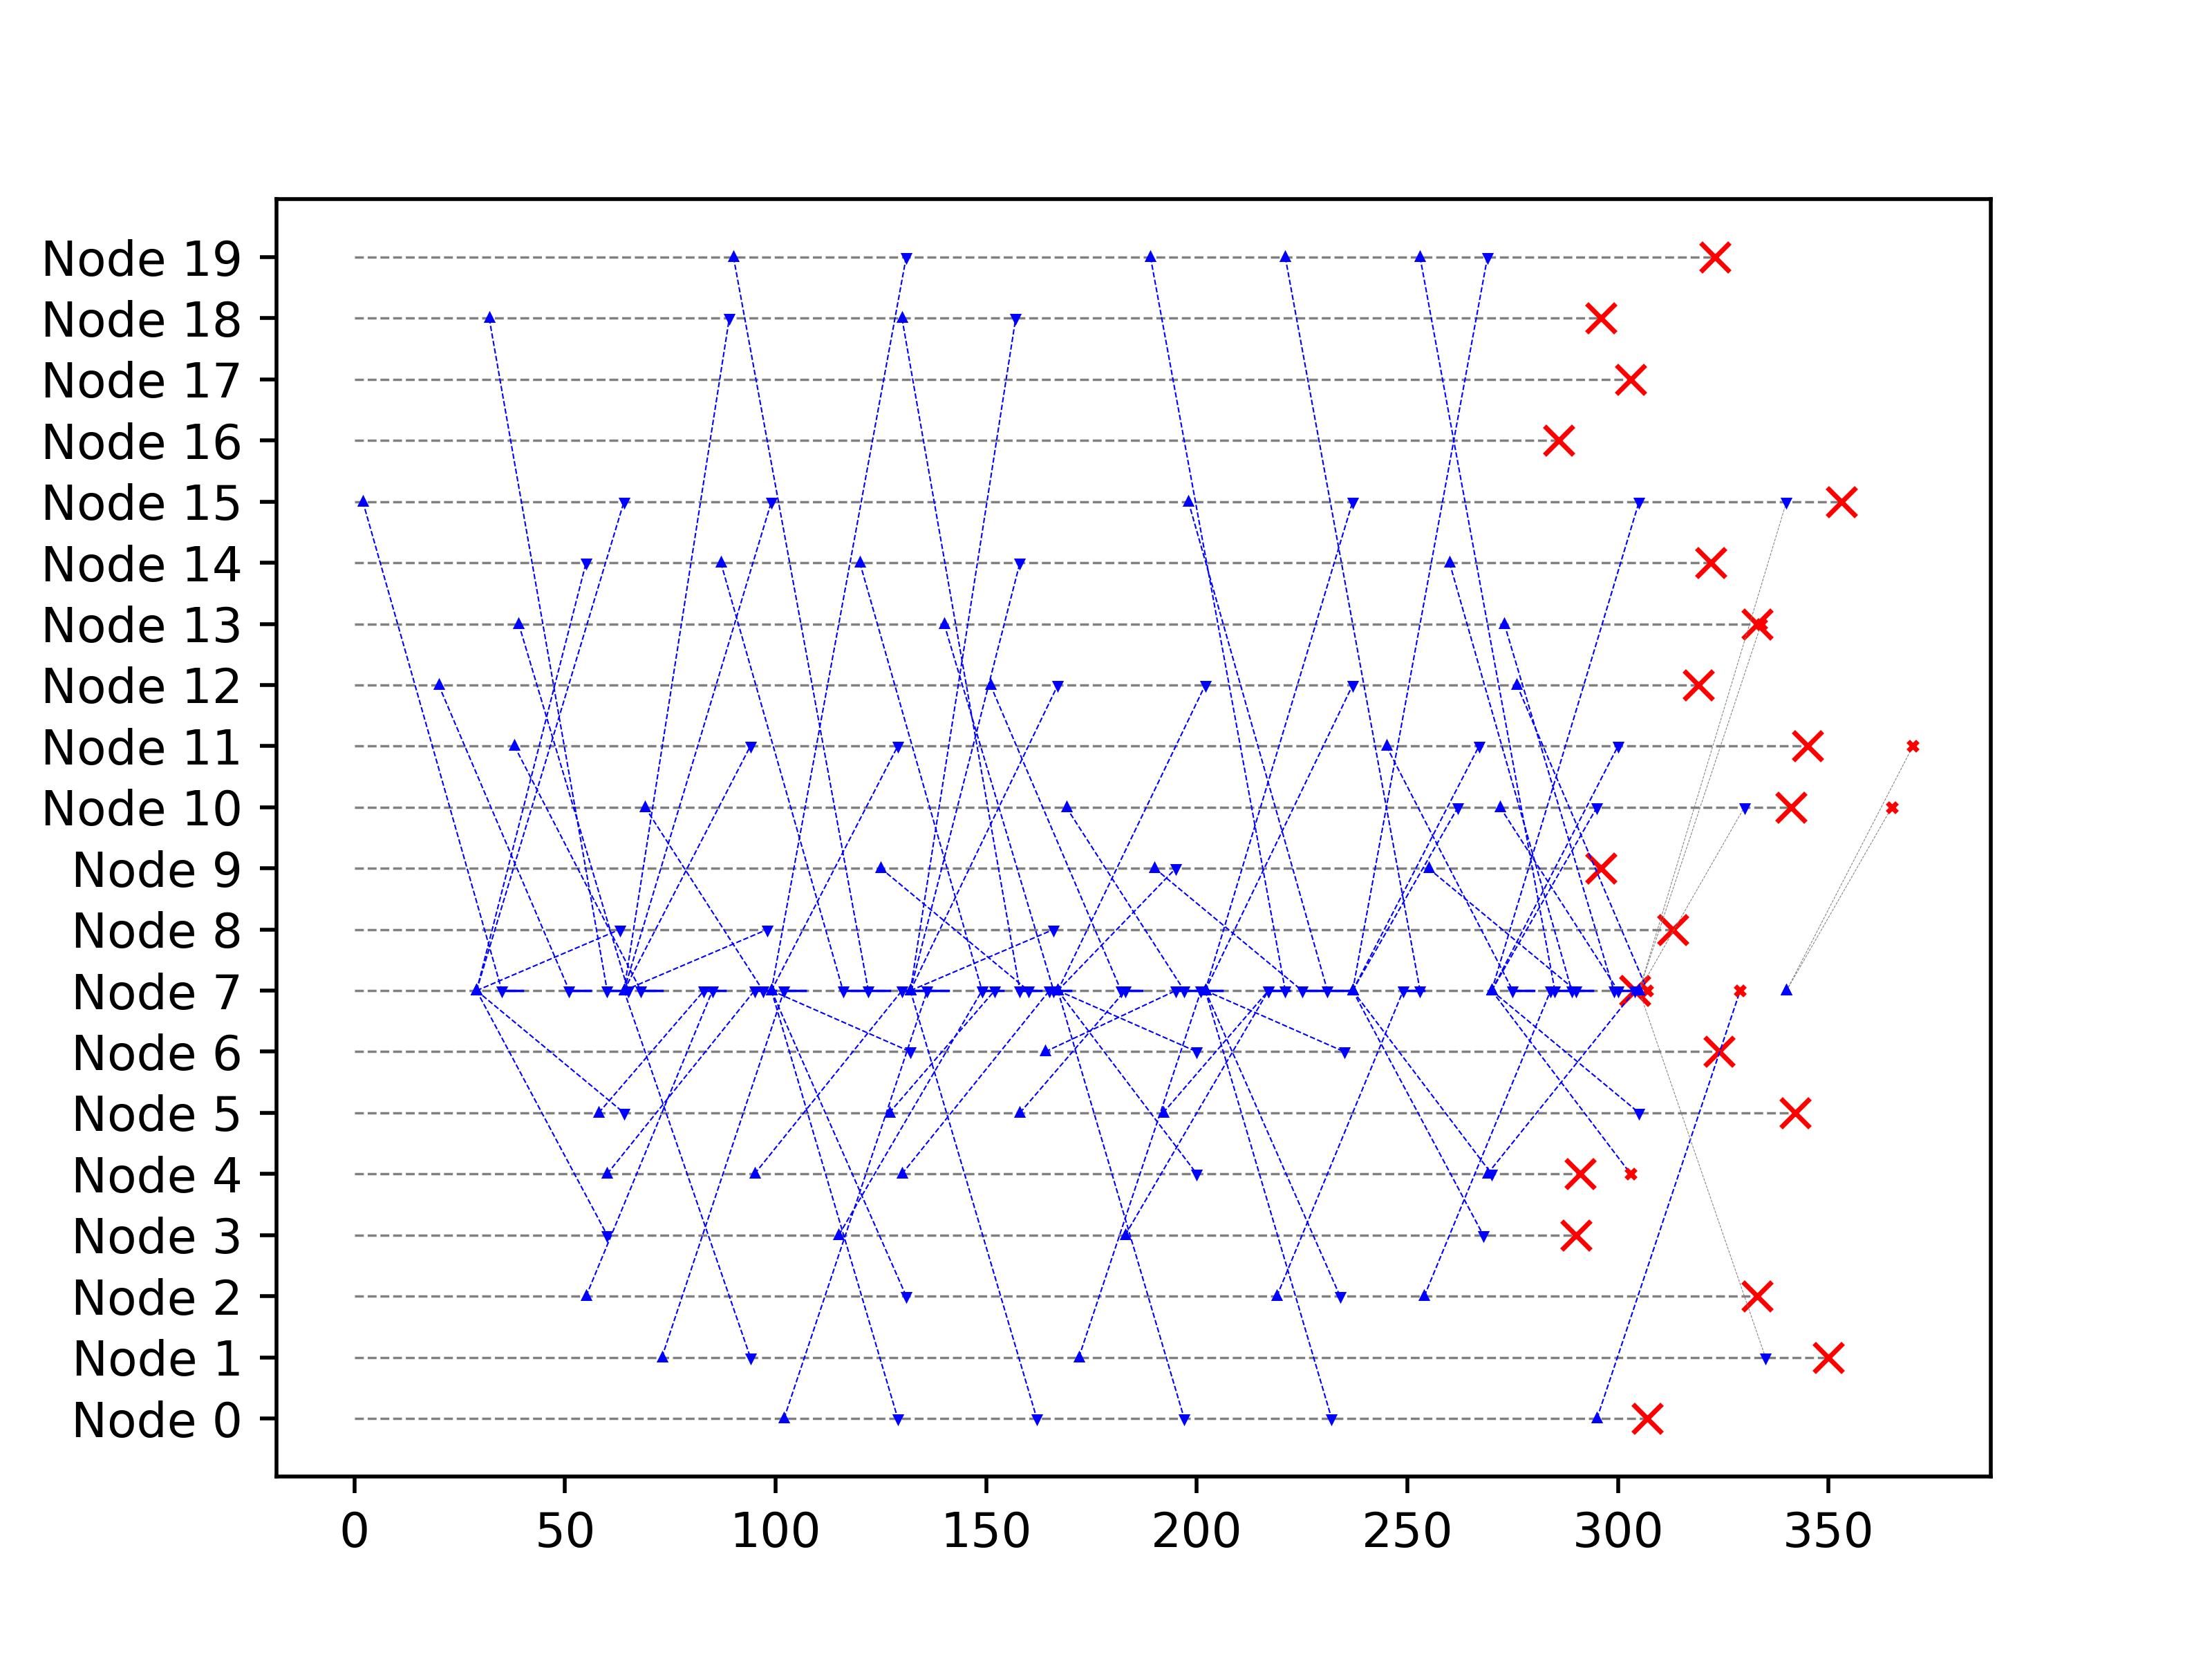 Node 19
Node 18
Node 17
Node 16
Node 15
Node 14
Node 13
Node 12
Node 11
Node 10
Node 9
Node 8
Node 7
Node 6
Node 5
Node 4
Node 3
Node 2
Node 1
Node 0
0 50 100 150 200 250 300 350